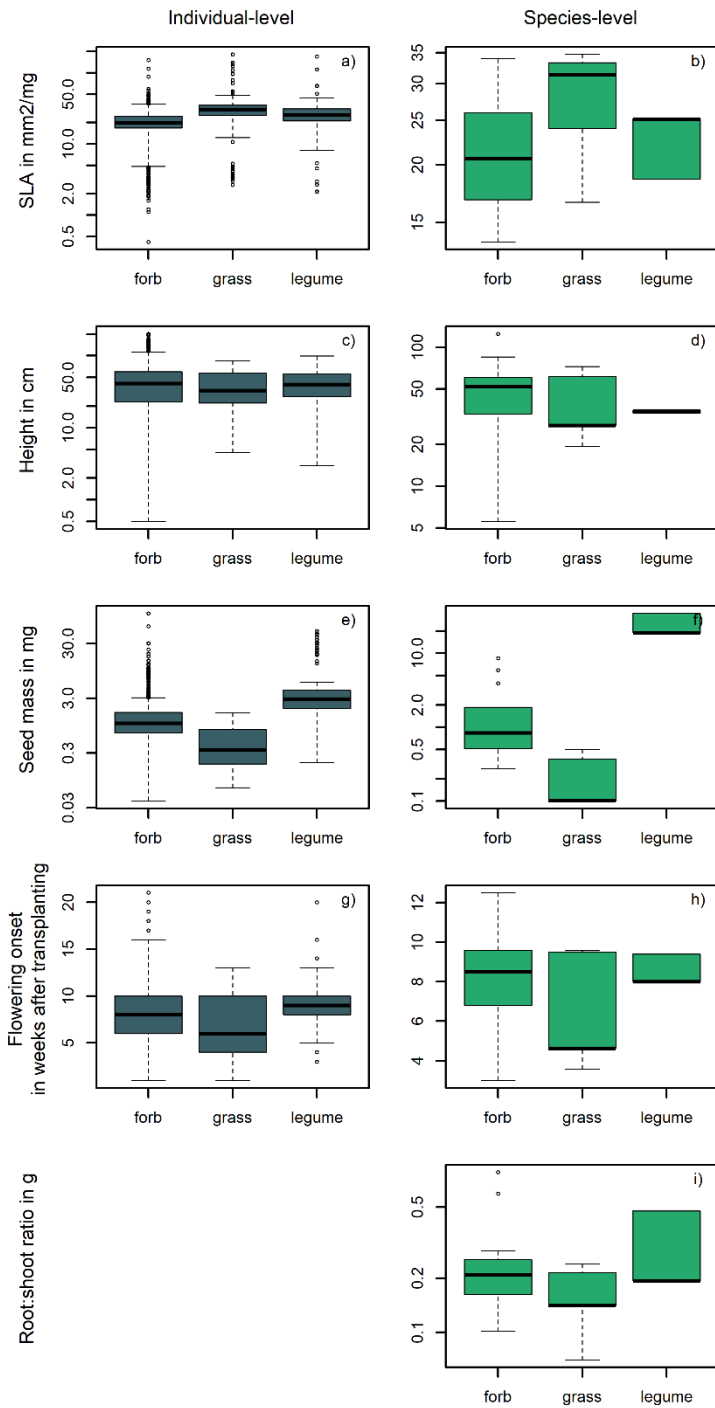 Individual-level
Species-level
SLA in mm2/mg
0.5 2.0 10.0 50.0
a)
forb grass legume
15 20 25 30 35
b)
forb grass legume
Height in cm
0.5 2.0 10.0 50.0
c)
forb grass legume
5 10 20 50 100
d)
forb grass legume
Seed mass in mg
0.03 0.3 3.0 30.0
e)
forb grass legume
0.1 0.5 2.0 10.0
f)
forb grass legume
Flowering onset
in weeks after transplanting
5 10 15 20
g)
forb grass legume
4 6 8 10 12
h)
forb grass legume
Root:shoot ratio in g
0.1 0.2 0.5
i)
forb grass legume